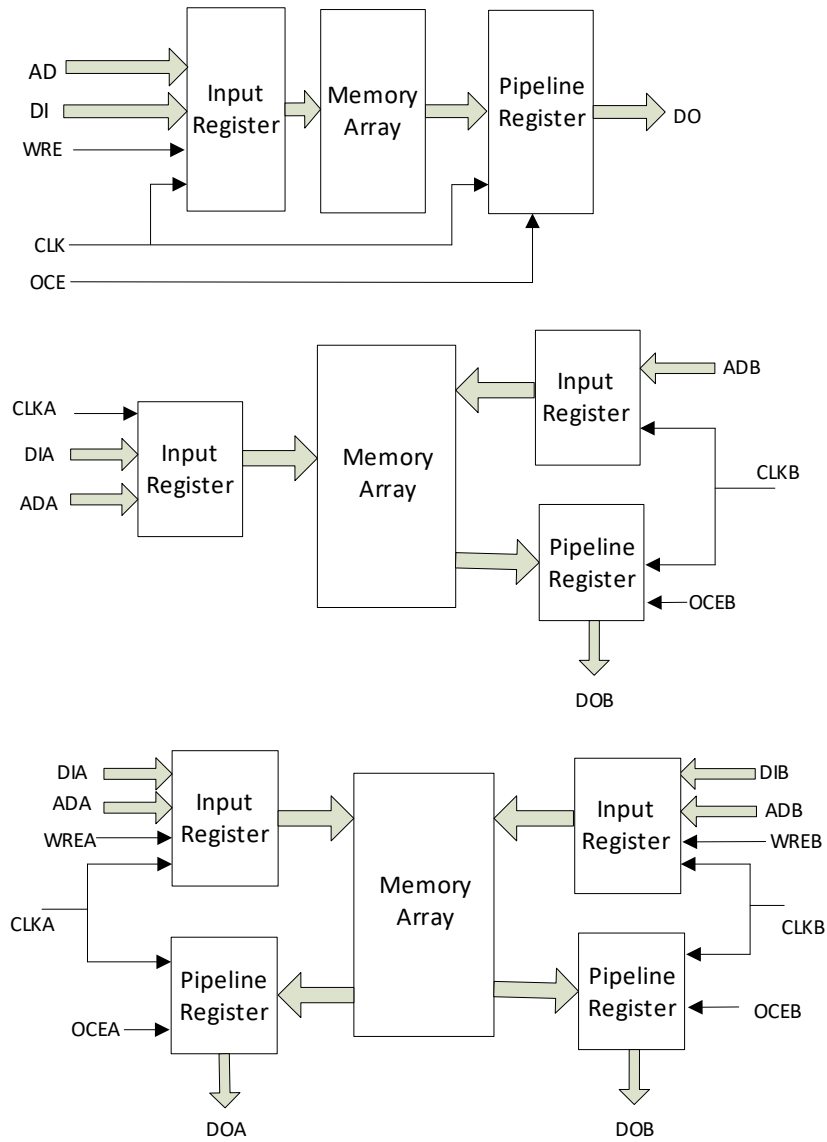 AD
DI
WRE
CLK
OCE
Input
Register
Memory
Array
Pipeline
Register
DO
CLKA
DIA
ADA
Input
Register
Memory
Array
Input
Register
ADB
CLKB
Pipeline
Register
OCEB
DOB
DIA
ADA
WREA
CLKA
OCEA
Input
Register
Pipeline
Register
DOA
Memory
Array
Input
Register
DIB
ADB
WREB
CLKB
Pipeline
Register
OCEB
DOB